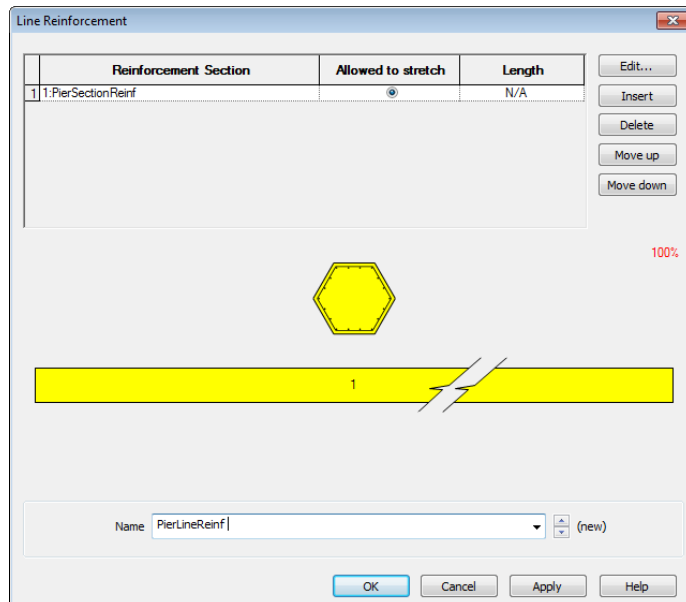 Line Reinforcement
Reinforcement Section Allowed to stretch Length
1 1:PierSectionReinf N/A
Edit...
Insert
Delete
Move up
Move down
100%
1
Name PierLineReinf (new)
OK Cancel Apply Help